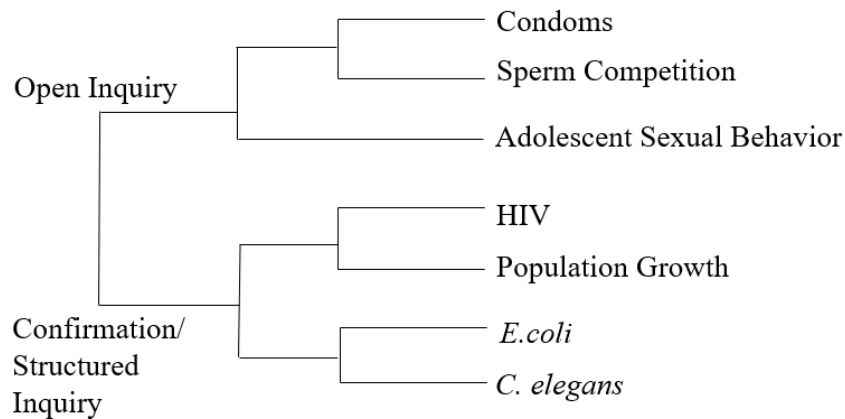 Condoms
Sperm Competition
Open Inquiry
Adolescent Sexual Behavior
HIV
Population Growth
Confirmation/
Structured
Inquiry
E.coli
C. elegans